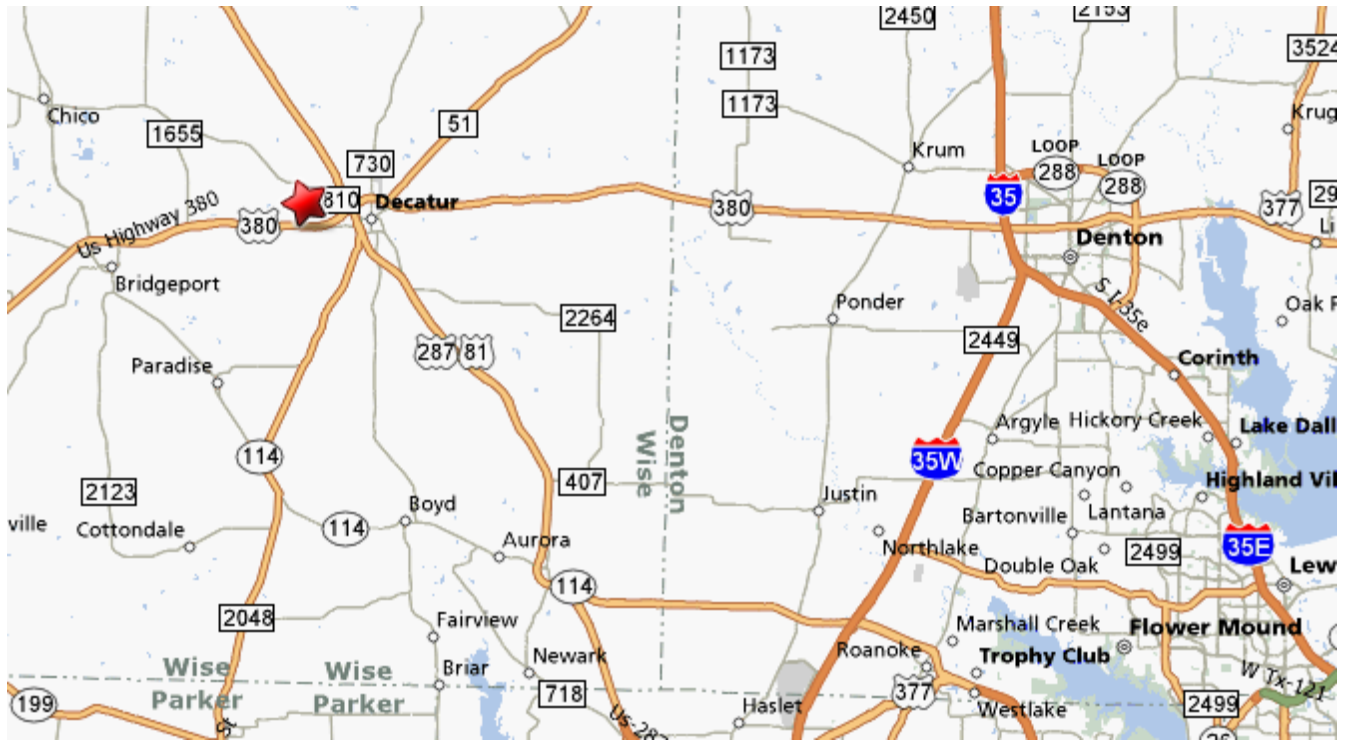 2450
2153
1173
3524
Chico
1173
51
Krug
1655
LOOP
Krum
LOOP
730
288
288
35
810
Decatur
29
380
377
Us Highway 380
380
Denton
Li
Bridgeport
S I-35e
Ponder
Oak F
2264
2449
287
81
Corinth
Paradise
Denton
Wise
Argyle
Hickory Creek
Lake Dall
114
35W
Copper Canyon
407
Highland Vil
2123
Justin
Boyd
Lantana
ville
114
Bartonville
Cottondale
Aurora
Northlake
2499
35E
Double Oak
Lew
114
2048
Fairview
Marshall Creek
Flower Mound
Roanoke
Wise
Wise
Newark
Trophy Club
Briar
Parker
Parker
718
377
W Tx-121
199
Haslet
Westlake
2499
Us-28
26